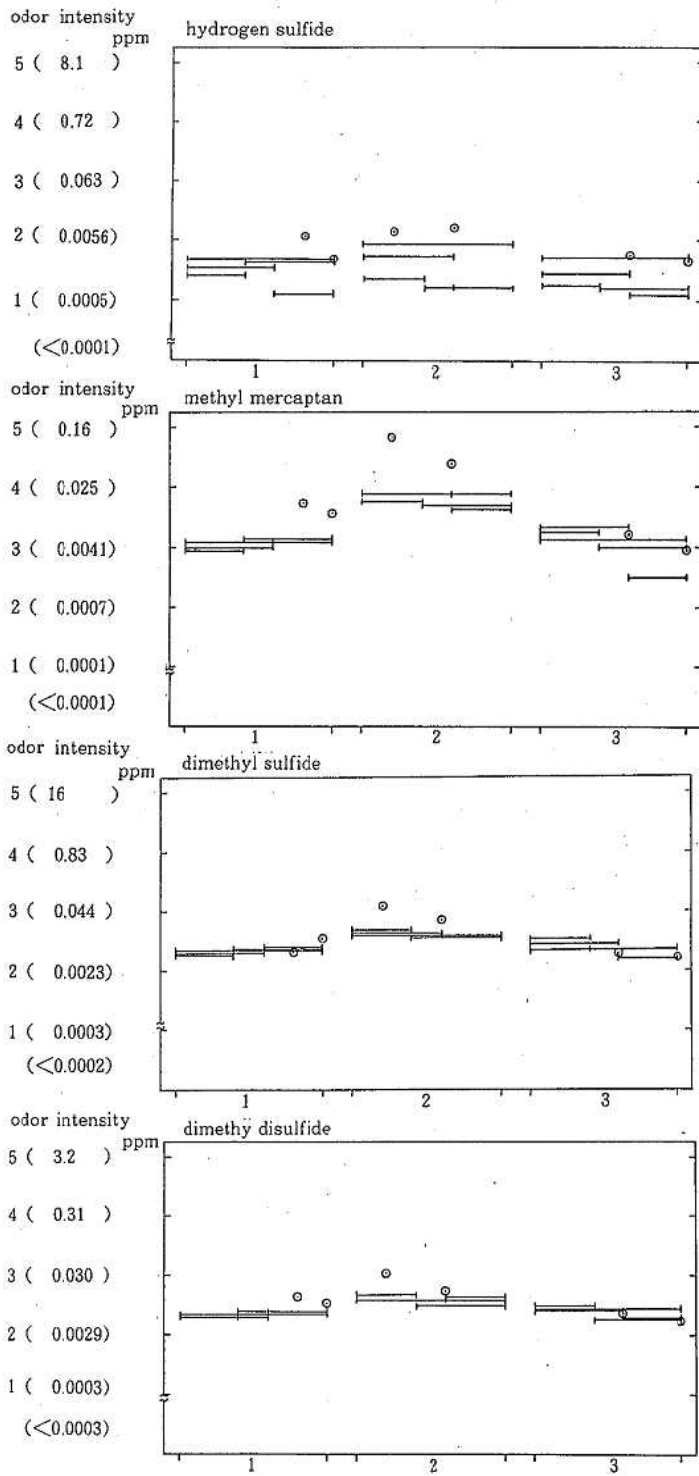 odor intensity
ppm
hydrogen sulfide
5 ( 8.1 )
4 ( 0.72 )
3 ( 0.063 )
2 ( 0.0056)
1 ( 0.0005)
(<0.0001)
1 2 3
odor intensity
ppm
methyl mercaptan
5 ( 0.16 )
4 ( 0.025 )
3 ( 0.0041)
2 ( 0.0007)
1 ( 0.0001)
(<0.0001)
1 2 3
odor intensity
ppm
dimethyl sulfide
5 ( 16 )
4 ( 0.83 )
3 ( 0.044 )
2 ( 0.0023)
1 ( 0.0003)
(<0.0002)
1 2 3
odor intensity
ppm
dimethy disulfide
5 ( 3.2 )
4 ( 0.31 )
3 ( 0.030 )
2 ( 0.0029)
1 ( 0.0003)
(<0.0003)
1 2 3